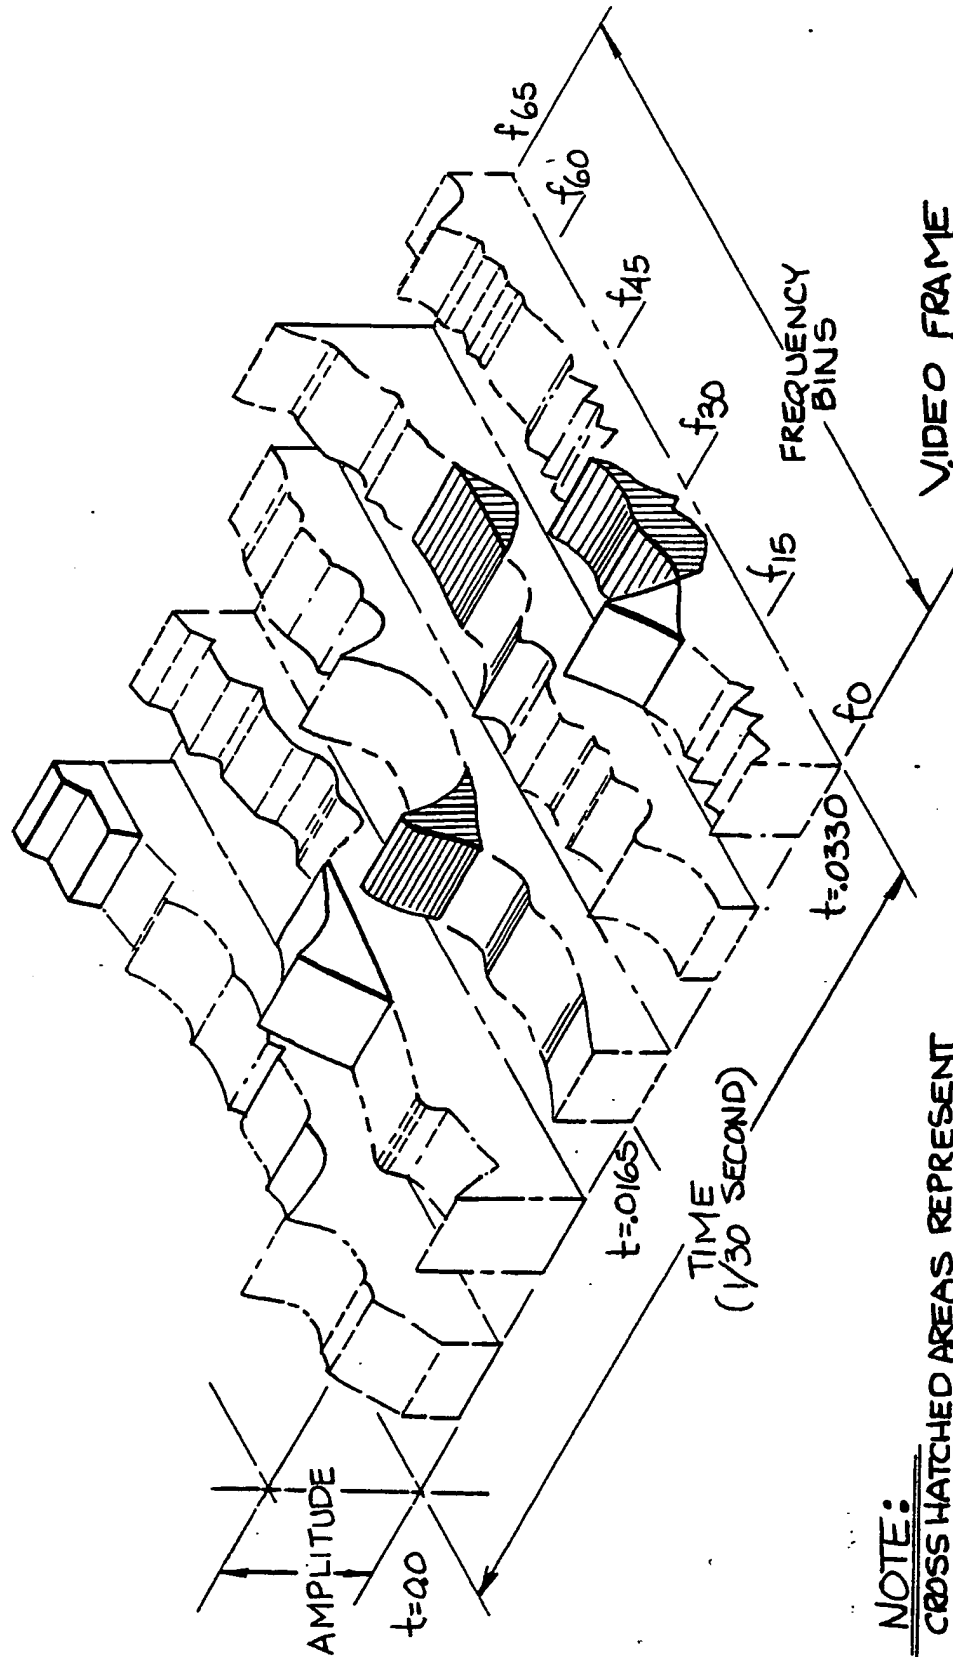 AMPLITUDE
t=0.0
TIME
(1/30 SECOND)
t=.0165
t=.0330
f0
f15
f30
f45
f60
f65
FREQUENCY
BINS
VIDEO FRAME
NOTE:
CROSS HATCHED AREAS REPRESENT